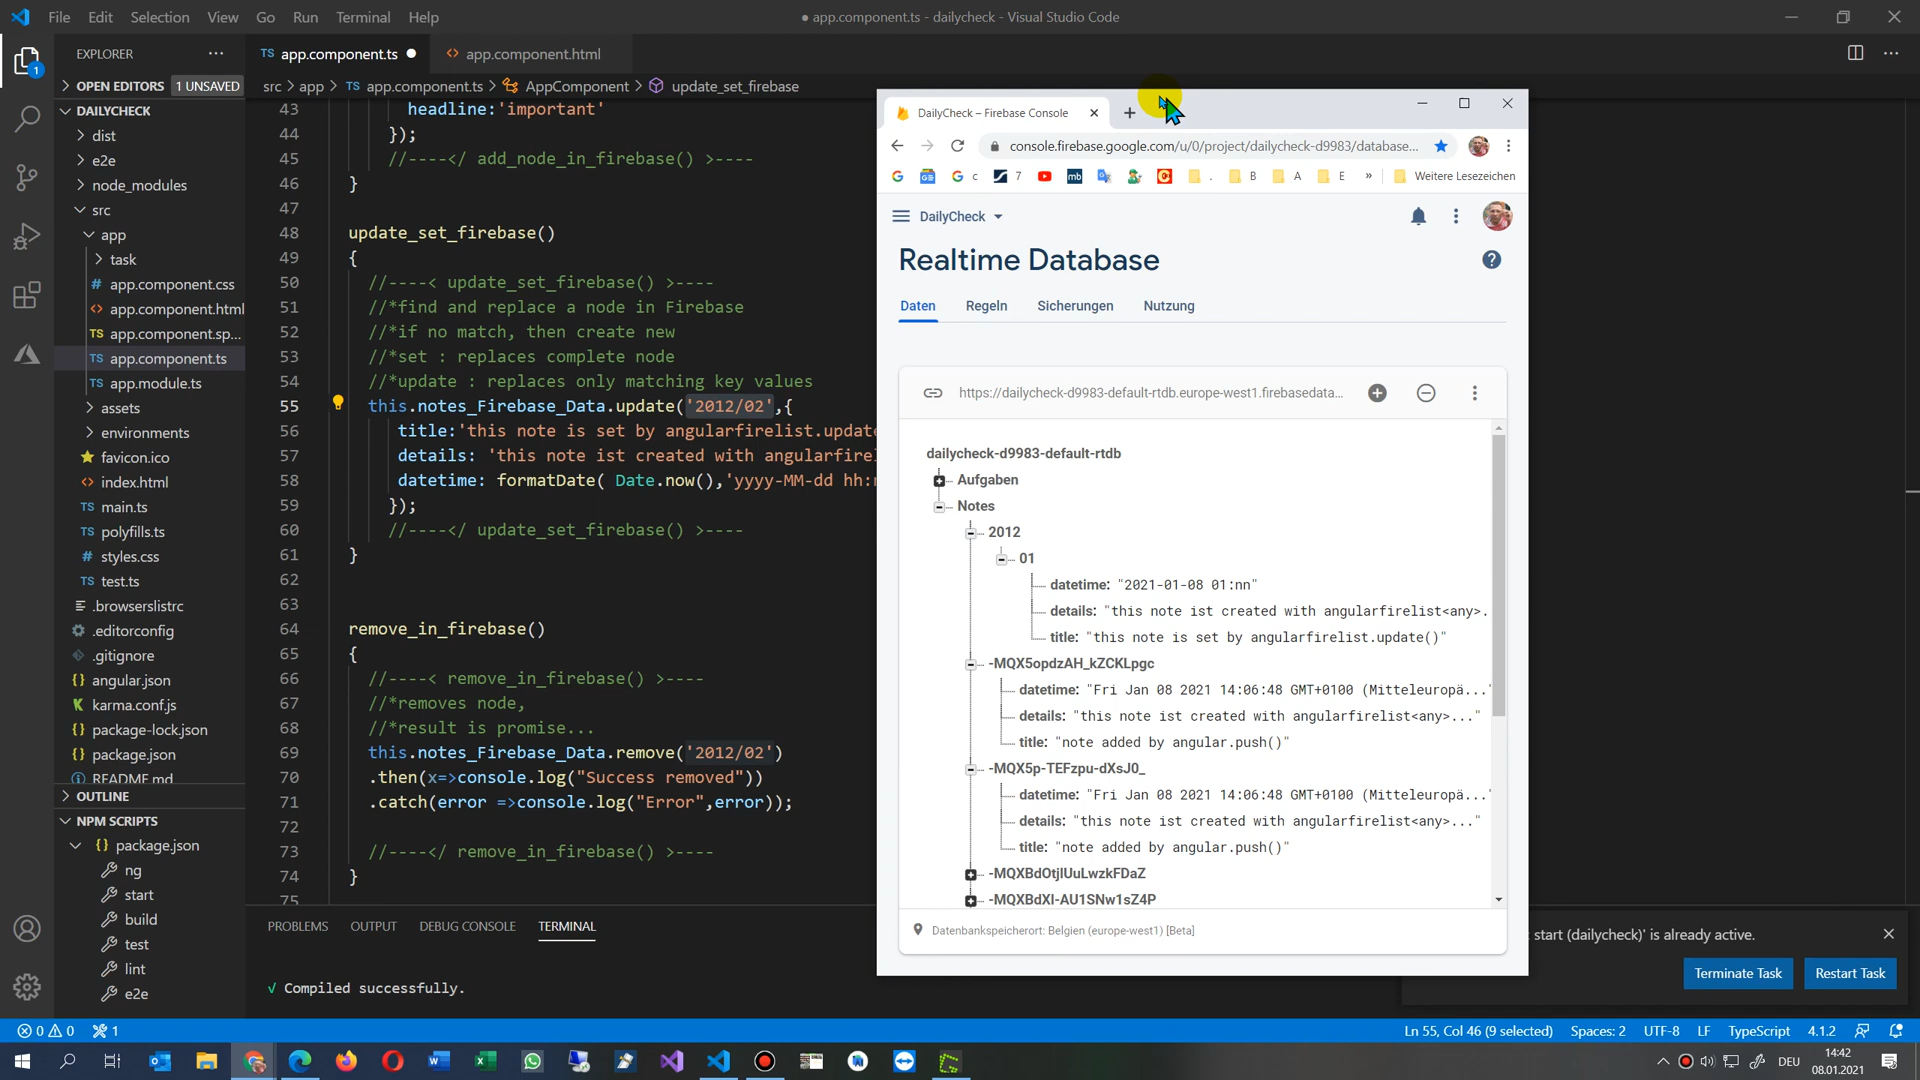 File Edit Selection View Go Run Terminal Help
● app.component.ts - dailycheck - Visual Studio Code
EXPLORER
TS app.component.ts
<> app.component.html
OPEN EDITORS 1 UNSAVED
src > app > TS app.component.ts > AppComponent > update_set_firebase
DAILYCHECK
dist
e2e
node_modules
src
app
task
# app.component.css
<> app.component.html
TS app.component.sp...
TS app.component.ts
TS app.module.ts
assets
environments
favicon.ico
<> index.html
TS main.ts
TS polyfills.ts
# styles.css
TS test.ts
.browserslistrc
.editorconfig
.gitignore
{} angular.json
karma.conf.js
{} package-lock.json
{} package.json
README.md
OUTLINE
NPM SCRIPTS
{} package.json
ng
start
build
test
lint
e2e
43 headline:'important'
44 });
45 //----</ add_node_in_firebase() >----
46 }
47
48 update_set_firebase()
49 {
50 //----< update_set_firebase() >----
51 //*find and replace a node in Firebase
52 //*if no match, then create new
53 //*set : replaces complete node
54 //*update : replaces only matching key values
55 this.notes_Firebase_Data.update('2012/02',{
56 title:'this note is set by angularfirelist.update
57 details: 'this note ist created with angularfirel
58 datetime: formatDate( Date.now(),'yyyy-MM-dd hh:n
59 });
60 //----</ update_set_firebase() >----
61 }
62
63
64 remove_in_firebase()
65 {
66 //----< remove_in_firebase() >----
67 //*removes node,
68 //*result is promise...
69 this.notes_Firebase_Data.remove('2012/02')
70 .then(x=>console.log("Success removed"))
71 .catch(error =>console.log("Error",error));
72
73 //----</ remove_in_firebase() >----
74 }
75
PROBLEMS OUTPUT DEBUG CONSOLE TERMINAL
√ Compiled successfully.
DailyCheck – Firebase Console
console.firebase.google.com/u/0/project/dailycheck-d9983/database...
c 7 mb . B A E » Weitere Lesezeichen
DailyCheck
Realtime Database
Daten Regeln Sicherungen Nutzung
https://dailycheck-d9983-default-rtdb.europe-west1.firebasedata...
dailycheck-d9983-default-rtdb
Aufgaben
Notes
2012
01
datetime: "2021-01-08 01:nn"
details: "this note ist created with angularfirelist<any>.
title: "this note is set by angularfirelist.update()"
-MQX5opdzAH_kZCKLpgc
datetime: "Fri Jan 08 2021 14:06:48 GMT+0100 (Mitteleuropä..."
details: "this note ist created with angularfirelist<any>..."
title: "note added by angular.push()"
-MQX5p-TEFzpu-dXsJ0_
datetime: "Fri Jan 08 2021 14:06:48 GMT+0100 (Mitteleuropä..."
details: "this note ist created with angularfirelist<any>..."
title: "note added by angular.push()"
-MQXBdOtjlUuLwzkFDaZ
-MQXBdXl-AU1SNw1sZ4P
Datenbankspeicherort: Belgien (europe-west1) [Beta]
start (dailycheck)' is already active.
Terminate Task Restart Task
0 0 1
Ln 55, Col 46 (9 selected) Spaces: 2 UTF-8 LF TypeScript 4.1.2
DEU
14:42
08.01.2021